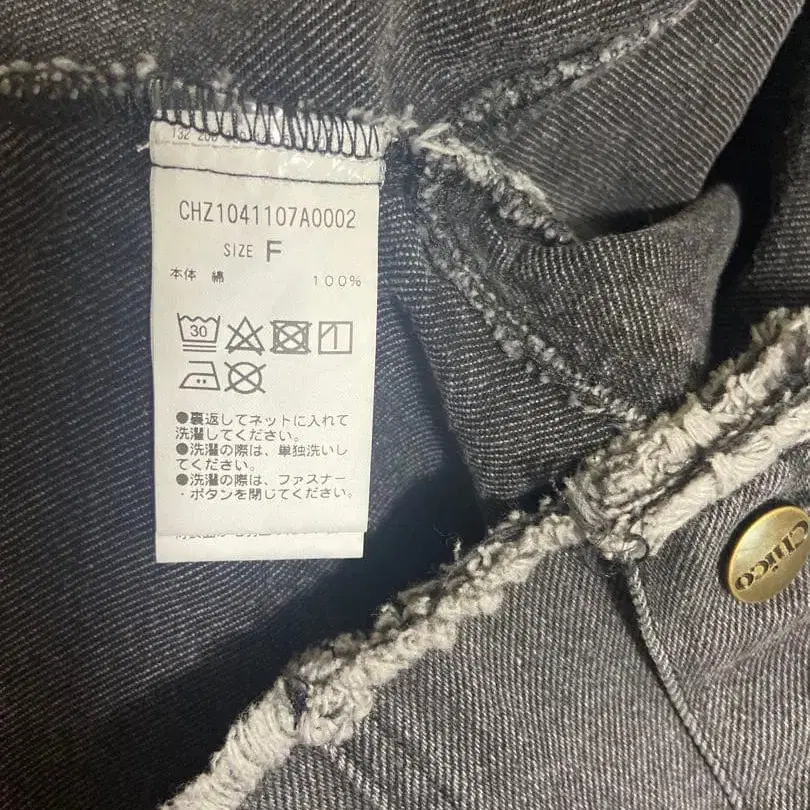 CHZ1041107A0002
SIZE F
本体 綿 100%
30
●裏返してネットに入れて
洗濯してください。
●洗濯の際は、単独洗いし
てください。
●洗濯の際は、ファスナー
・ボタンを閉じてください。
Chico